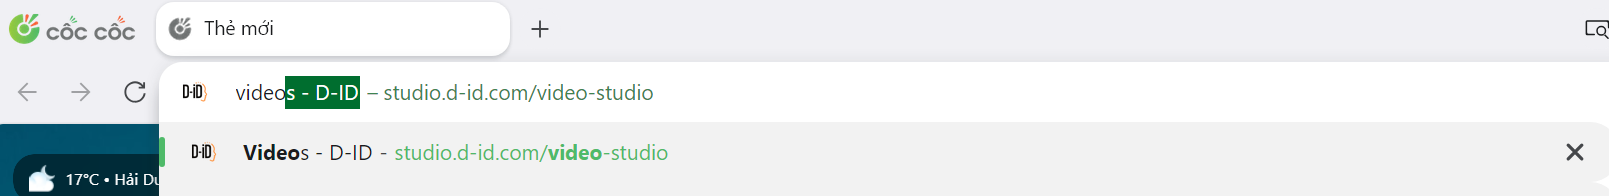 cốc cốc Thẻ mới
D-iD videos - D-ID – studio.d-id.com/video-studio
D-iD Videos - D-ID - studio.d-id.com/video-studio
17°C • Hải